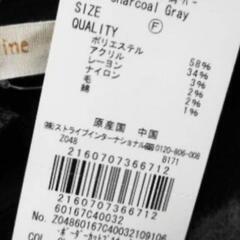 ine
Charcoal Gray
SIZE
F
QUALITY
ポリエステル 58%
アクリル 34%
レーヨン 3%
ナイロン 2%
毛 2%
綿 1%
原産国 中国
(株)ストライプインターナショナル 0120-806-008
Z048 B171
2160707366712
2160707366712
60167C40032
No. Z04860167C40032109106